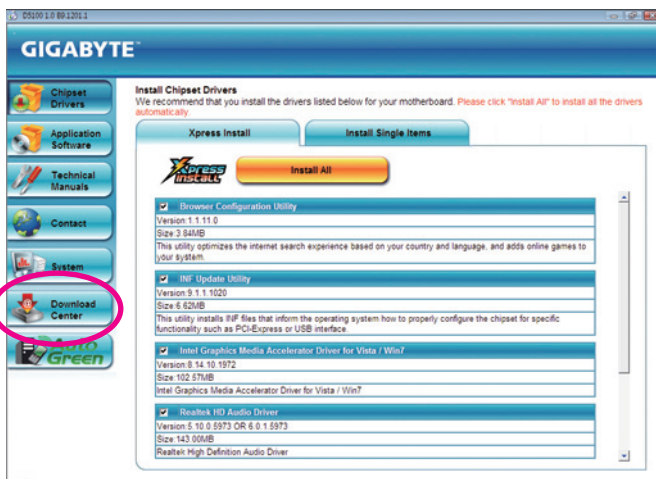 D5100 1.0 B9.1201.1
GIGABYTE™
Chipset
Drivers
Application
Software
Technical
Manuals
Contact
System
Download
Center
Auto
Green
Install Chipset Drivers
We recommend that you install the drivers listed below for your motherboard. Please click "Install All" to install all the drivers
automatically.
Xpress Install
Install Single Items
Xpress
INSTALL
Install All
Browser Configuration Utility
Version:1.1.11.0
Size:3.84MB
This utility optimizes the internet search experience based on your country and language, and adds online games to
your system.
INF Update Utility
Version:9.1.1.1020
Size:6.62MB
This utility installs INF files that inform the operating system how to properly configure the chipset for specific
functionality such as PCI-Express or USB interface.
Intel Graphics Media Accelerator Driver for Vista / Win7
Version:8.14.10.1972
Size:102.57MB
Intel Graphics Media Accelerator Driver for Vista / Win7
Realtek HD Audio Driver
Version:5.10.0.5973 OR 6.0.1.5973
Size:143.00MB
Realtek High Definition Audio Driver